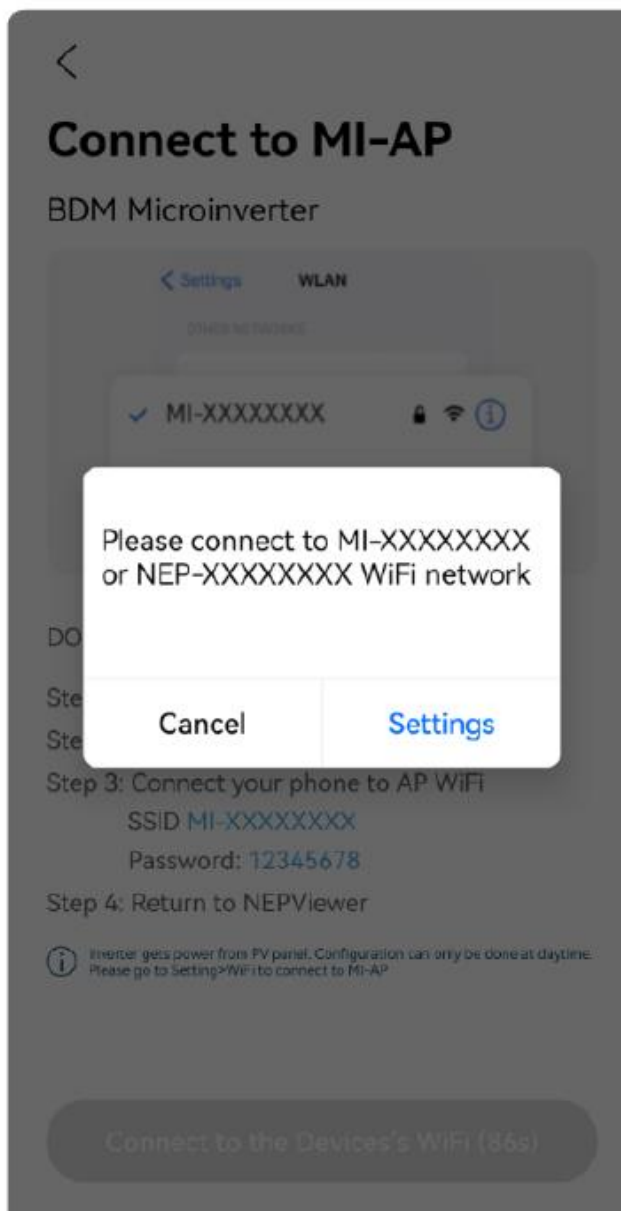 Connect to MI-AP
BDM Microinverter
Settings WLAN
OTHER NETWORKS
MI-XXXXXXXX
Please connect to MI-XXXXXXXX
or NEP-XXXXXXXX WiFi network
DO
Ste
Cancel Settings
Ste
Step 3: Connect your phone to AP WiFi
SSID MI-XXXXXXXX
Password: 12345678
Step 4: Return to NEPViewer
Inverter gets power from PV panel. Configuration can only be done at daytime.
Please go to Setting>WiFi to connect to MI-AP
Connect to the Devices's WiFi (86s)